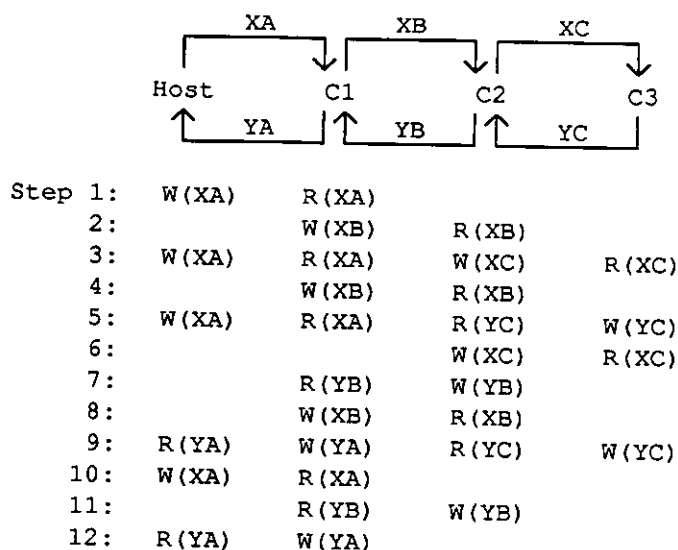 XA XB XC
Host C1 C2 C3
YA YB YC
Step 1: W(XA) R(XA)
2: W(XB) R(XB)
3: W(XA) R(XA) W(XC) R(XC)
4: W(XB) R(XB)
5: W(XA) R(XA) R(YC) W(YC)
6: W(XC) R(XC)
7: R(YB) W(YB)
8: W(XB) R(XB)
9: R(YA) W(YA) R(YC) W(YC)
10: W(XA) R(XA)
11: R(YB) W(YB)
12: R(YA) W(YA)